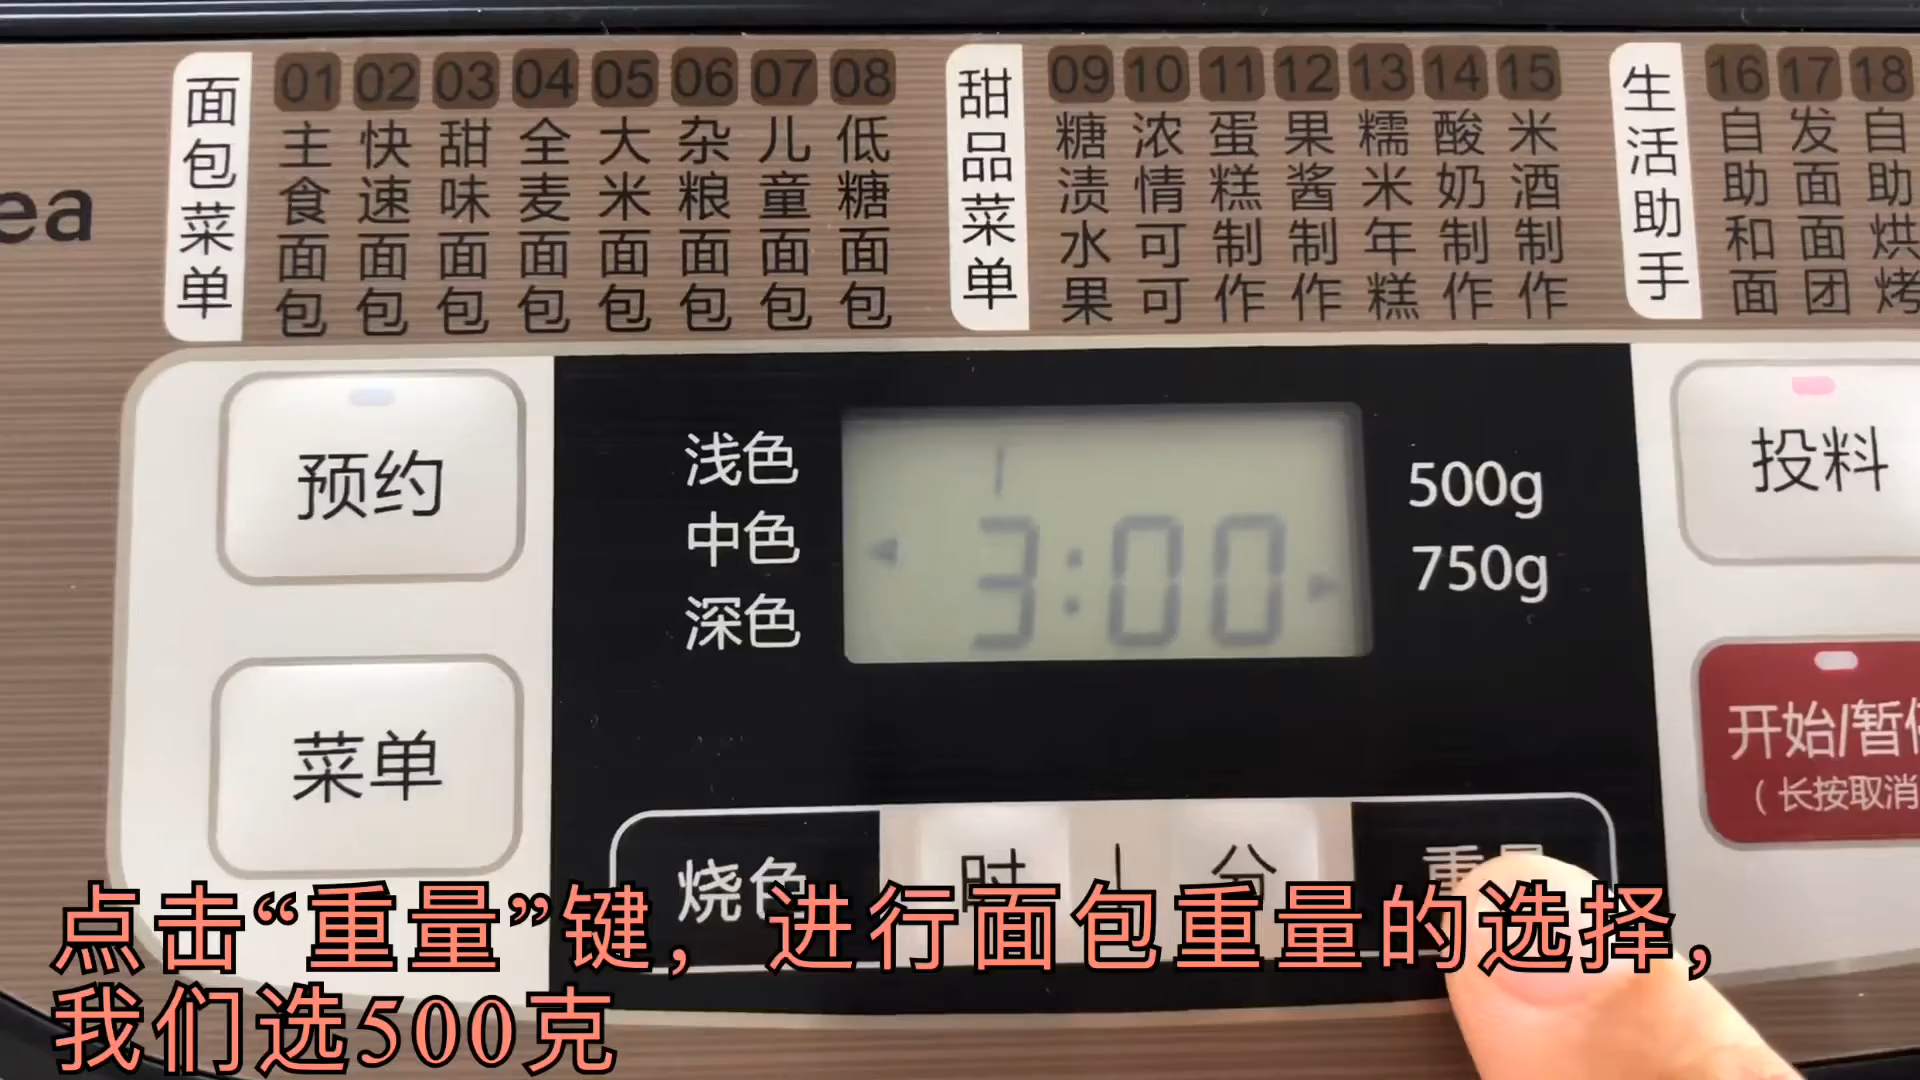 面包菜单
01 02 03 04 05 06 07 08
主食面包
快速面包
甜味面包
全麦面包
大米面包
杂粮面包
儿童面包
低糖面包
甜品菜单
09 10 11 12 13 14 15
糖渍水果
浓情可可
蛋糕制作
果酱制作
糯米年糕
酸奶制作
米酒制作
生活助手
16 17 18
自助和面
发面面团
自助烘烤
ea
预约
菜单
浅色
中色
深色
1
3:00
500g
750g
投料
开始/暂停
(长按取消
烧色
时 | 分
重量
点击“重量”键，进行面包重量的选择，
我们选500克